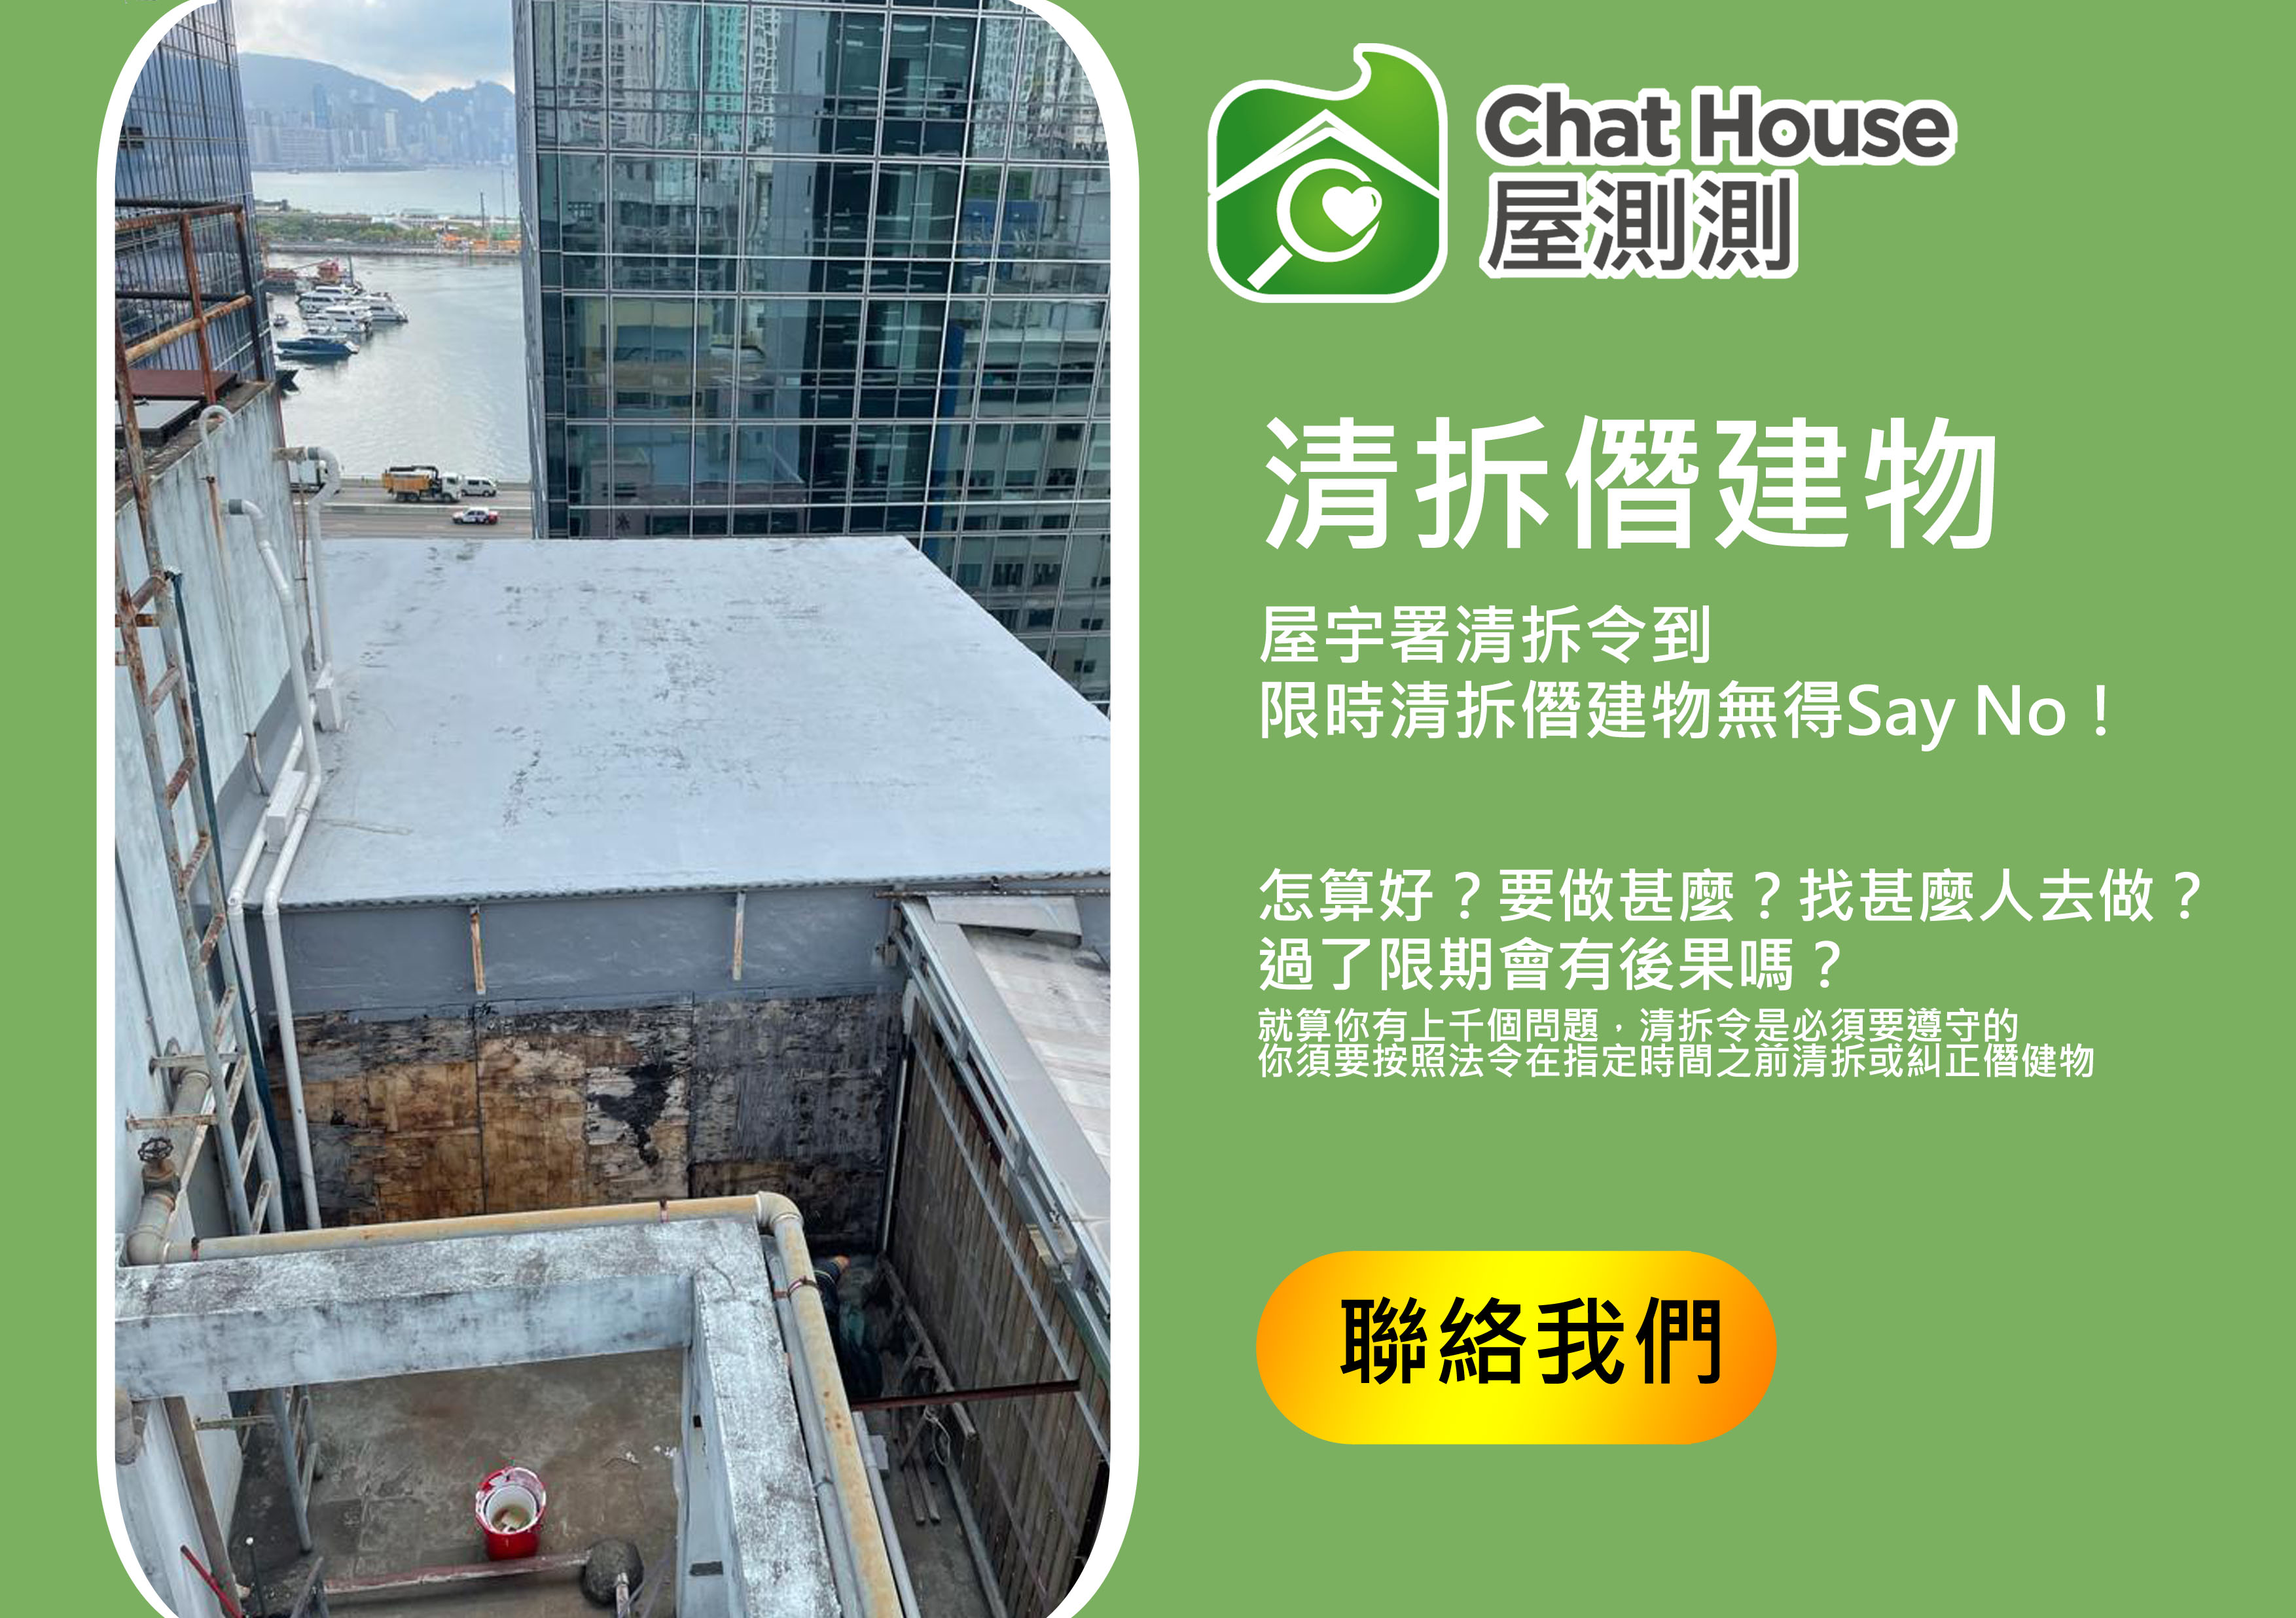 Chat House
屋測測
清拆僭建物
屋宇署清拆令到
限時清拆僭建物無得Say No！
怎算好？要做甚麼？找甚麼人去做？
過了限期會有後果嗎？
就算你有上千個問題，清拆令是必須要遵守的
你須要按照法令在指定時間之前清拆或糾正僭健物
聯絡我們